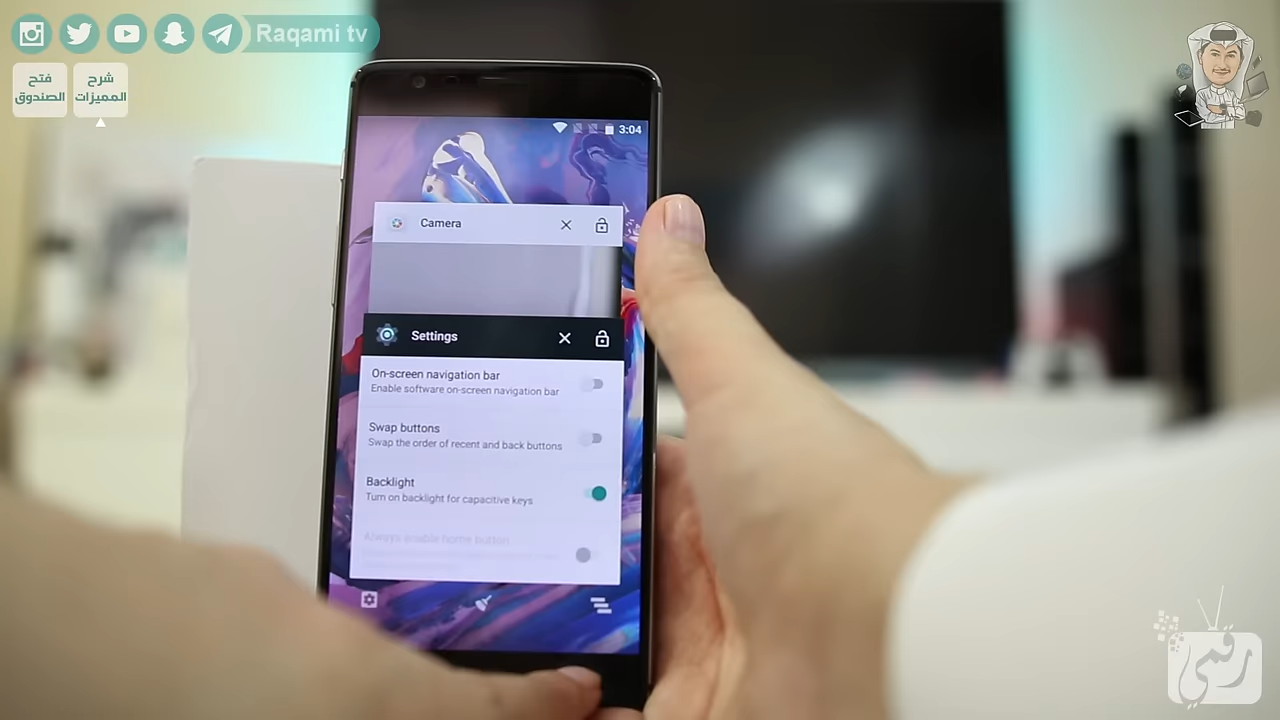 Raqami tv
فتح
الصندوق
شرح
المميزات
3:04
Camera
Settings
On-screen navigation bar
Enable software on-screen navigation bar
Swap buttons
Swap the order of recent and back buttons
Backlight
Turn on backlight for capacitive keys
Always enable home button
رقمي